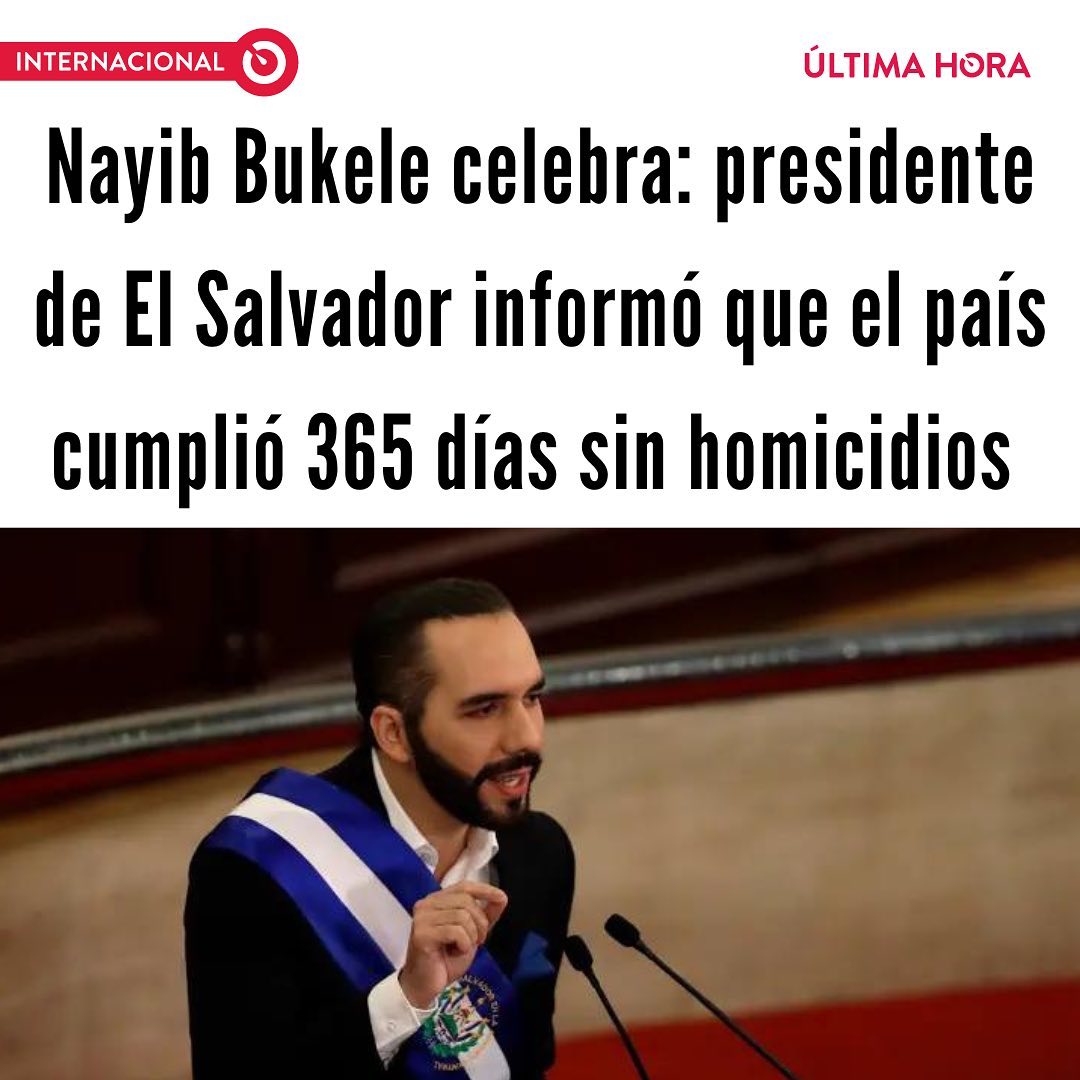 INTERNACIONAL
ÚLTIMA HORA
Nayib Bukele celebra: presidente
de El Salvador informó que el país
cumplió 365 días sin homicidios